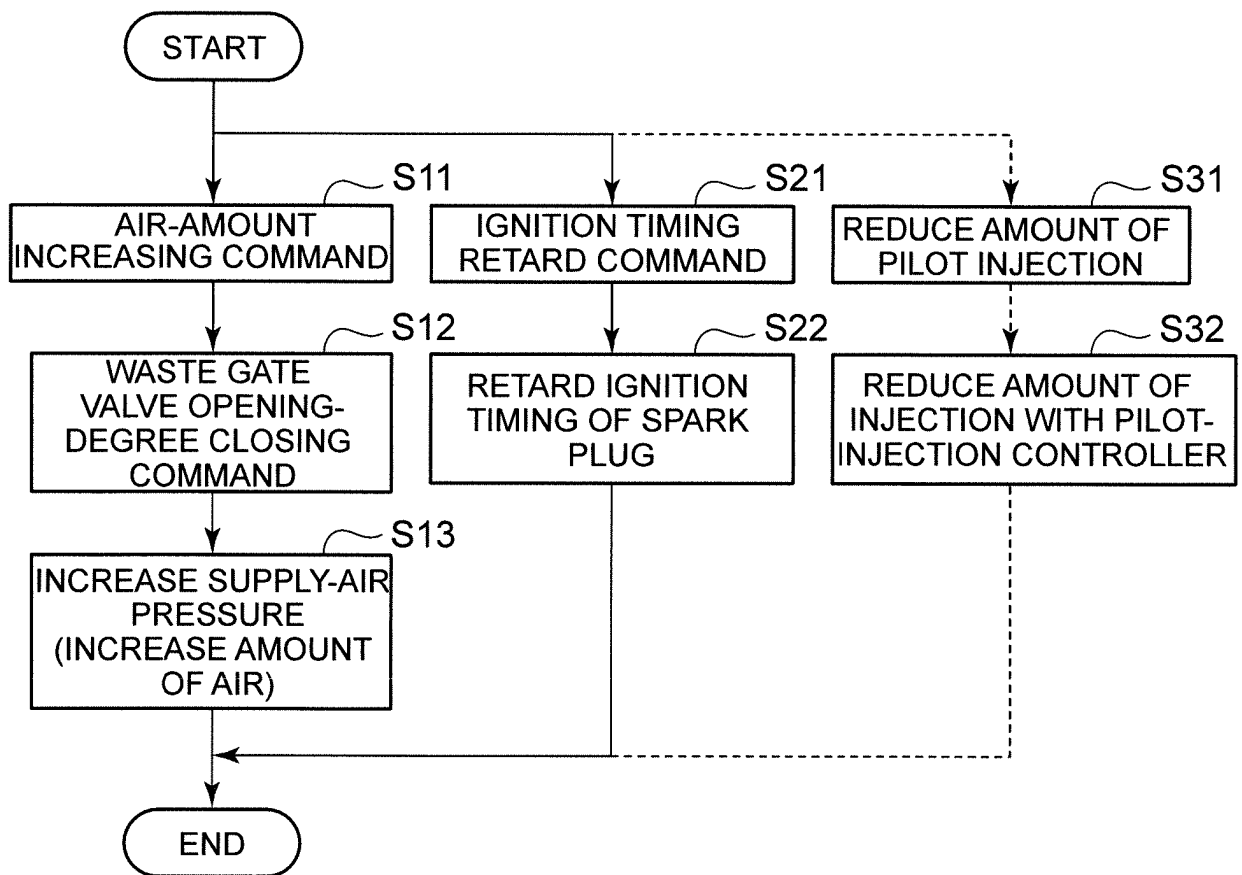 START
S11
AIR-AMOUNT
INCREASING COMMAND
S12
WASTE GATE
VALVE OPENING-
DEGREE CLOSING
COMMAND
S13
INCREASE SUPPLY-AIR
PRESSURE
(INCREASE AMOUNT
OF AIR)
S21
IGNITION TIMING
RETARD COMMAND
S22
RETARD IGNITION
TIMING OF SPARK
PLUG
S31
REDUCE AMOUNT OF
PILOT INJECTION
S32
REDUCE AMOUNT OF
INJECTION WITH PILOT-
INJECTION CONTROLLER
END